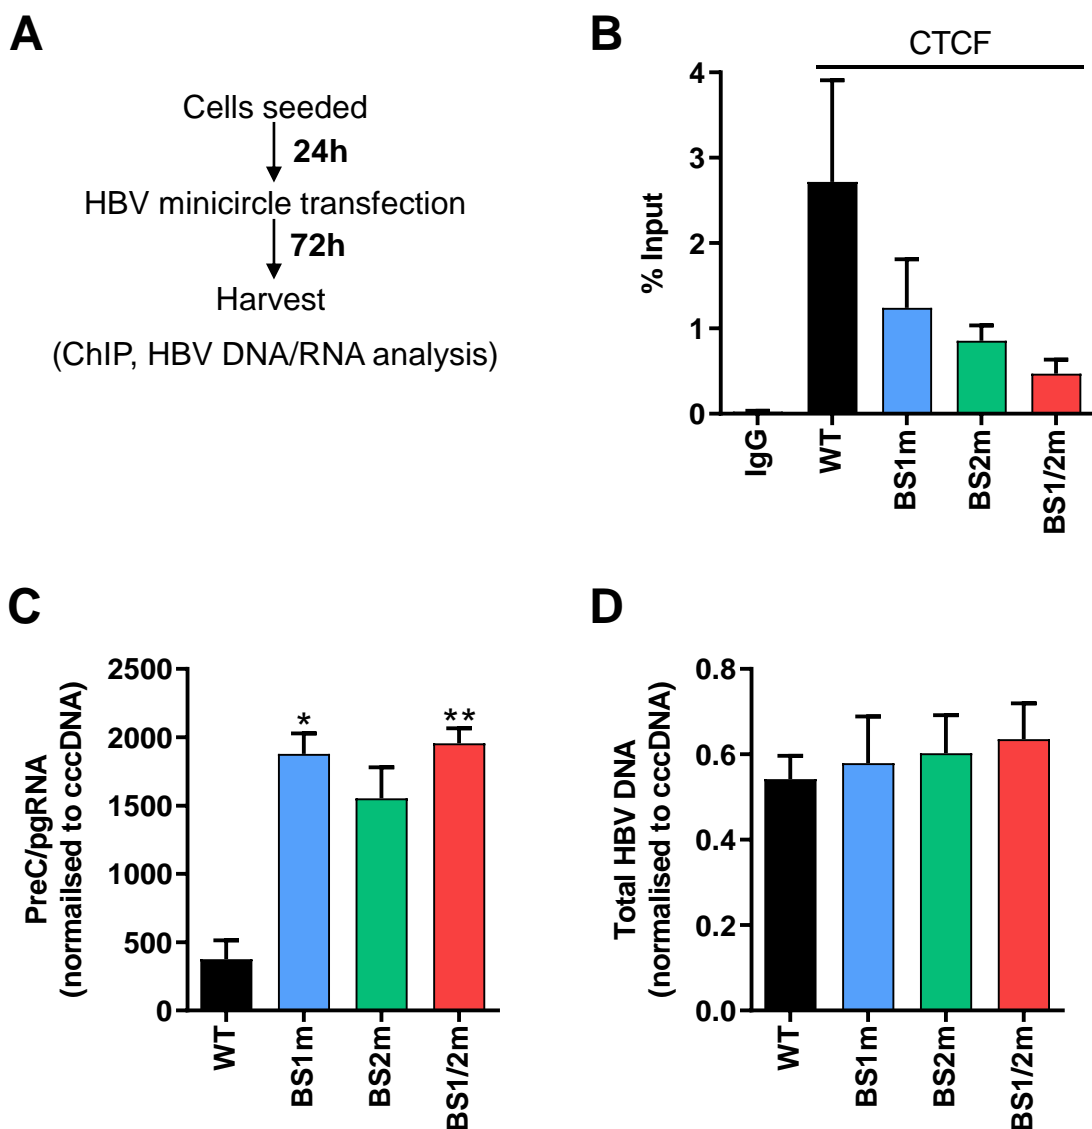 A
Cells seeded
24h
HBV minicircle transfection
72h
Harvest
(ChIP, HBV DNA/RNA analysis)
B
CTCF
% Input
4
3
2
1
0
IgG
WT
BS1m
BS2m
BS1/2m
C
PreC/pgRNA
(normailsed to cccDNA)
2500
2000
1500
1000
500
0
*
**
WT
BS1m
BS2m
BS1/2m
D
Total HBV DNA
(normalised to cccDNA)
0.8
0.6
0.4
0.2
0.0
WT
BS1m
BS2m
BS1/2m